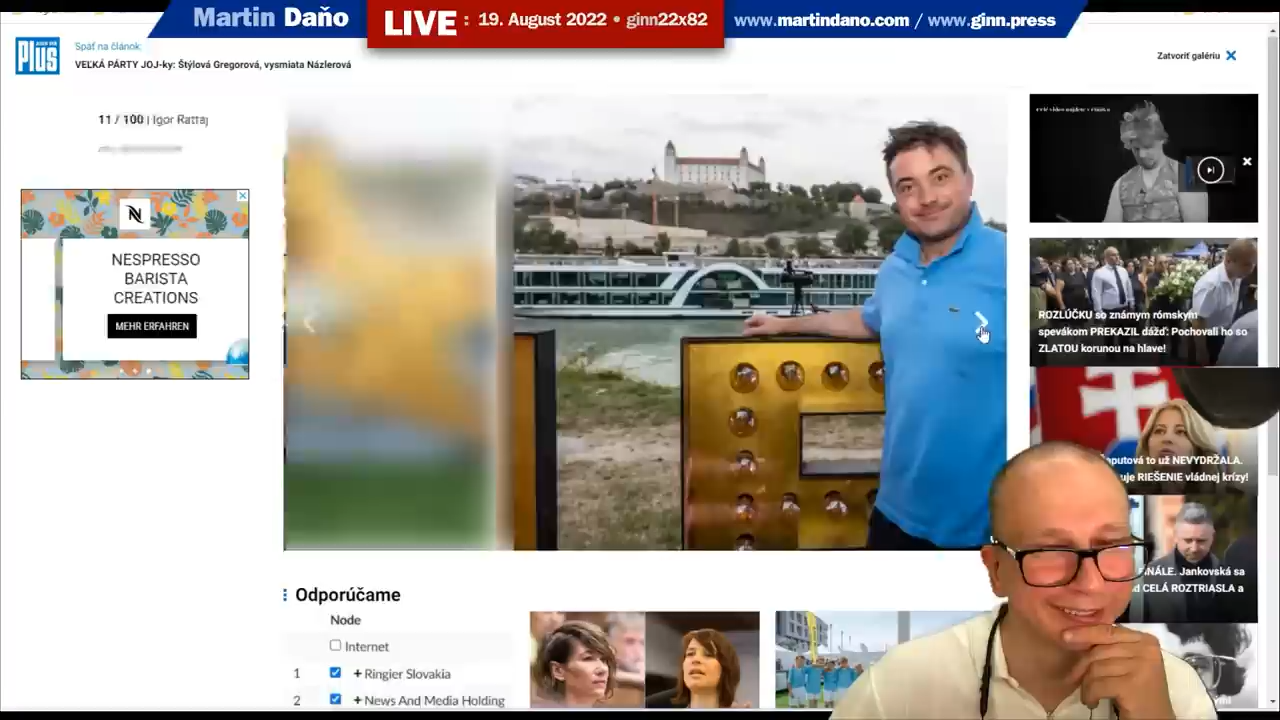 Martin Daňo
LIVE : 19. August 2022 • ginn22x82
www.martindano.com / www.ginn.press
PLUS
Späť na článok:
VEĽKÁ PÁRTY JOJ-ky: Štýlová Gregorová, vysmiata Názlerová
Zatvoriť galériu
11 / 100 | Igor Rattaj
NESPRESSO
BARISTA
CREATIONS
MEHR ERFAHREN
ROZLÚČKU so známym rómskym
spevákom PREKAZIL dážď: Pochovali ho so
ZLATOU korunou na hlave!
aputová to už NEVYDRŽALA.
uje RIEŠENIE vládnej krízy!
INÁLE. Jankovská sa
d CELÁ ROZTRIASLA a
Odporúčame
Node
Internet
1 + Ringier Slovakia
2 + News And Media Holding